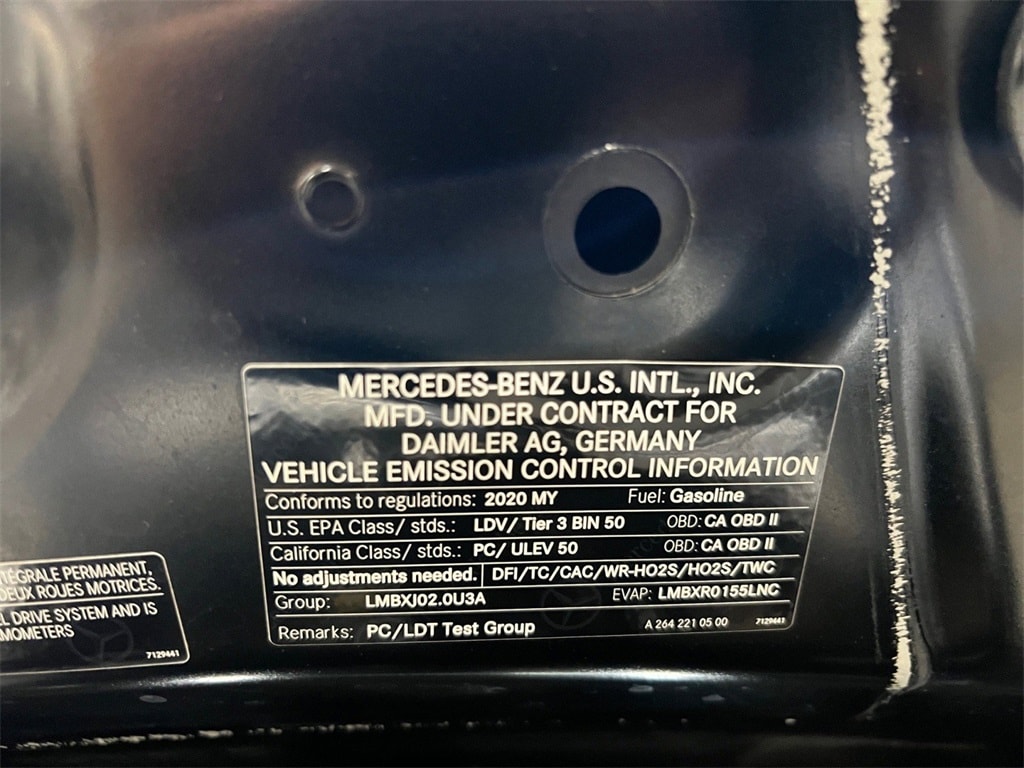 MERCEDES-BENZ U.S. INTL., INC.
MFD. UNDER CONTRACT FOR
DAIMLER AG, GERMANY
VEHICLE EMISSION CONTROL INFORMATION
Conforms to regulations: 2020 MY Fuel: Gasoline
U.S. EPA Class/ stds.: LDV/ Tier 3 BIN 50 OBD: CA OBD II
California Class/ stds.: PC/ ULEV 50 OBD: CA OBD II
No adjustments needed. DFI/TC/CAC/WR-HO2S/HO2S/TWC
Group: LMBXJ02.0U3A EVAP: LMBXR0155LNC
Remarks: PC/LDT Test Group A 264 221 05 00 7129441
TÉGRALE PERMANENT,
DEUX ROUES MOTRICES.
L DRIVE SYSTEM AND IS
MOMETERS
7129441